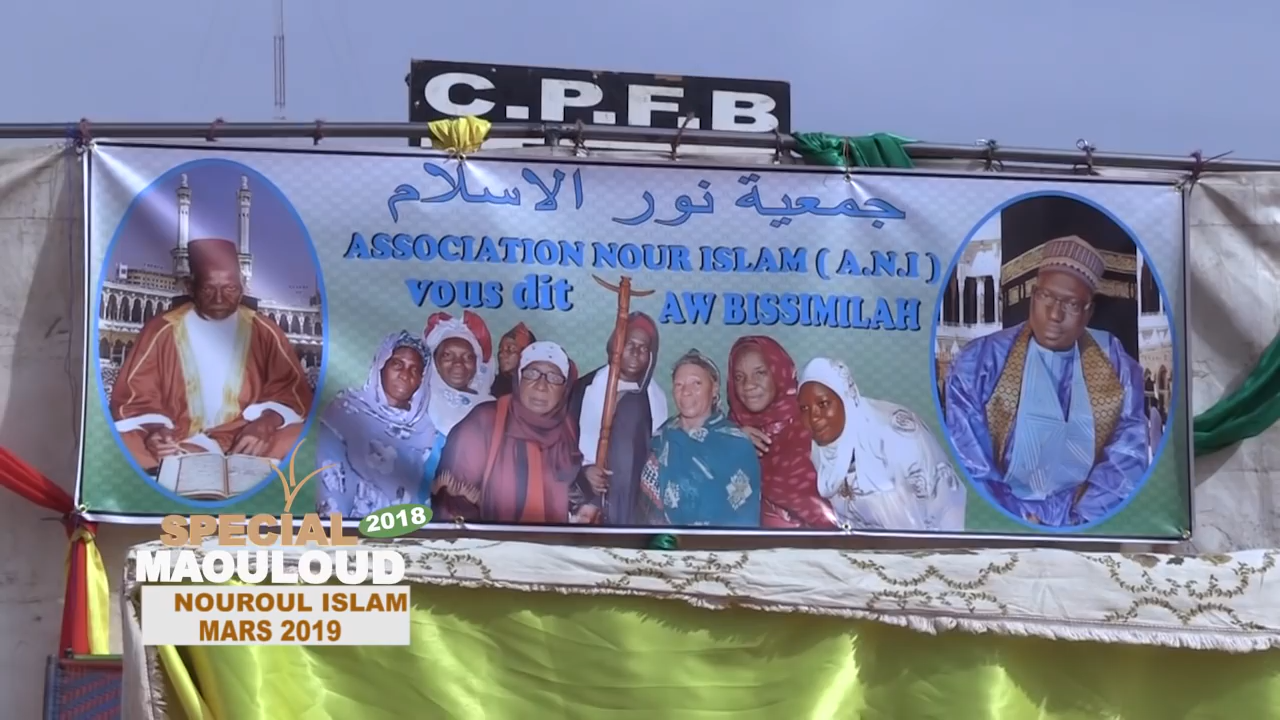 C.P.F.B
جمعية نور الاسلام
ASSOCIATION NOUR ISLAM ( A.N.I )
vous dit AW BISSIMILAH
SPECIAL 2018
MAOULOUD
NOUROUL ISLAM
MARS 2019